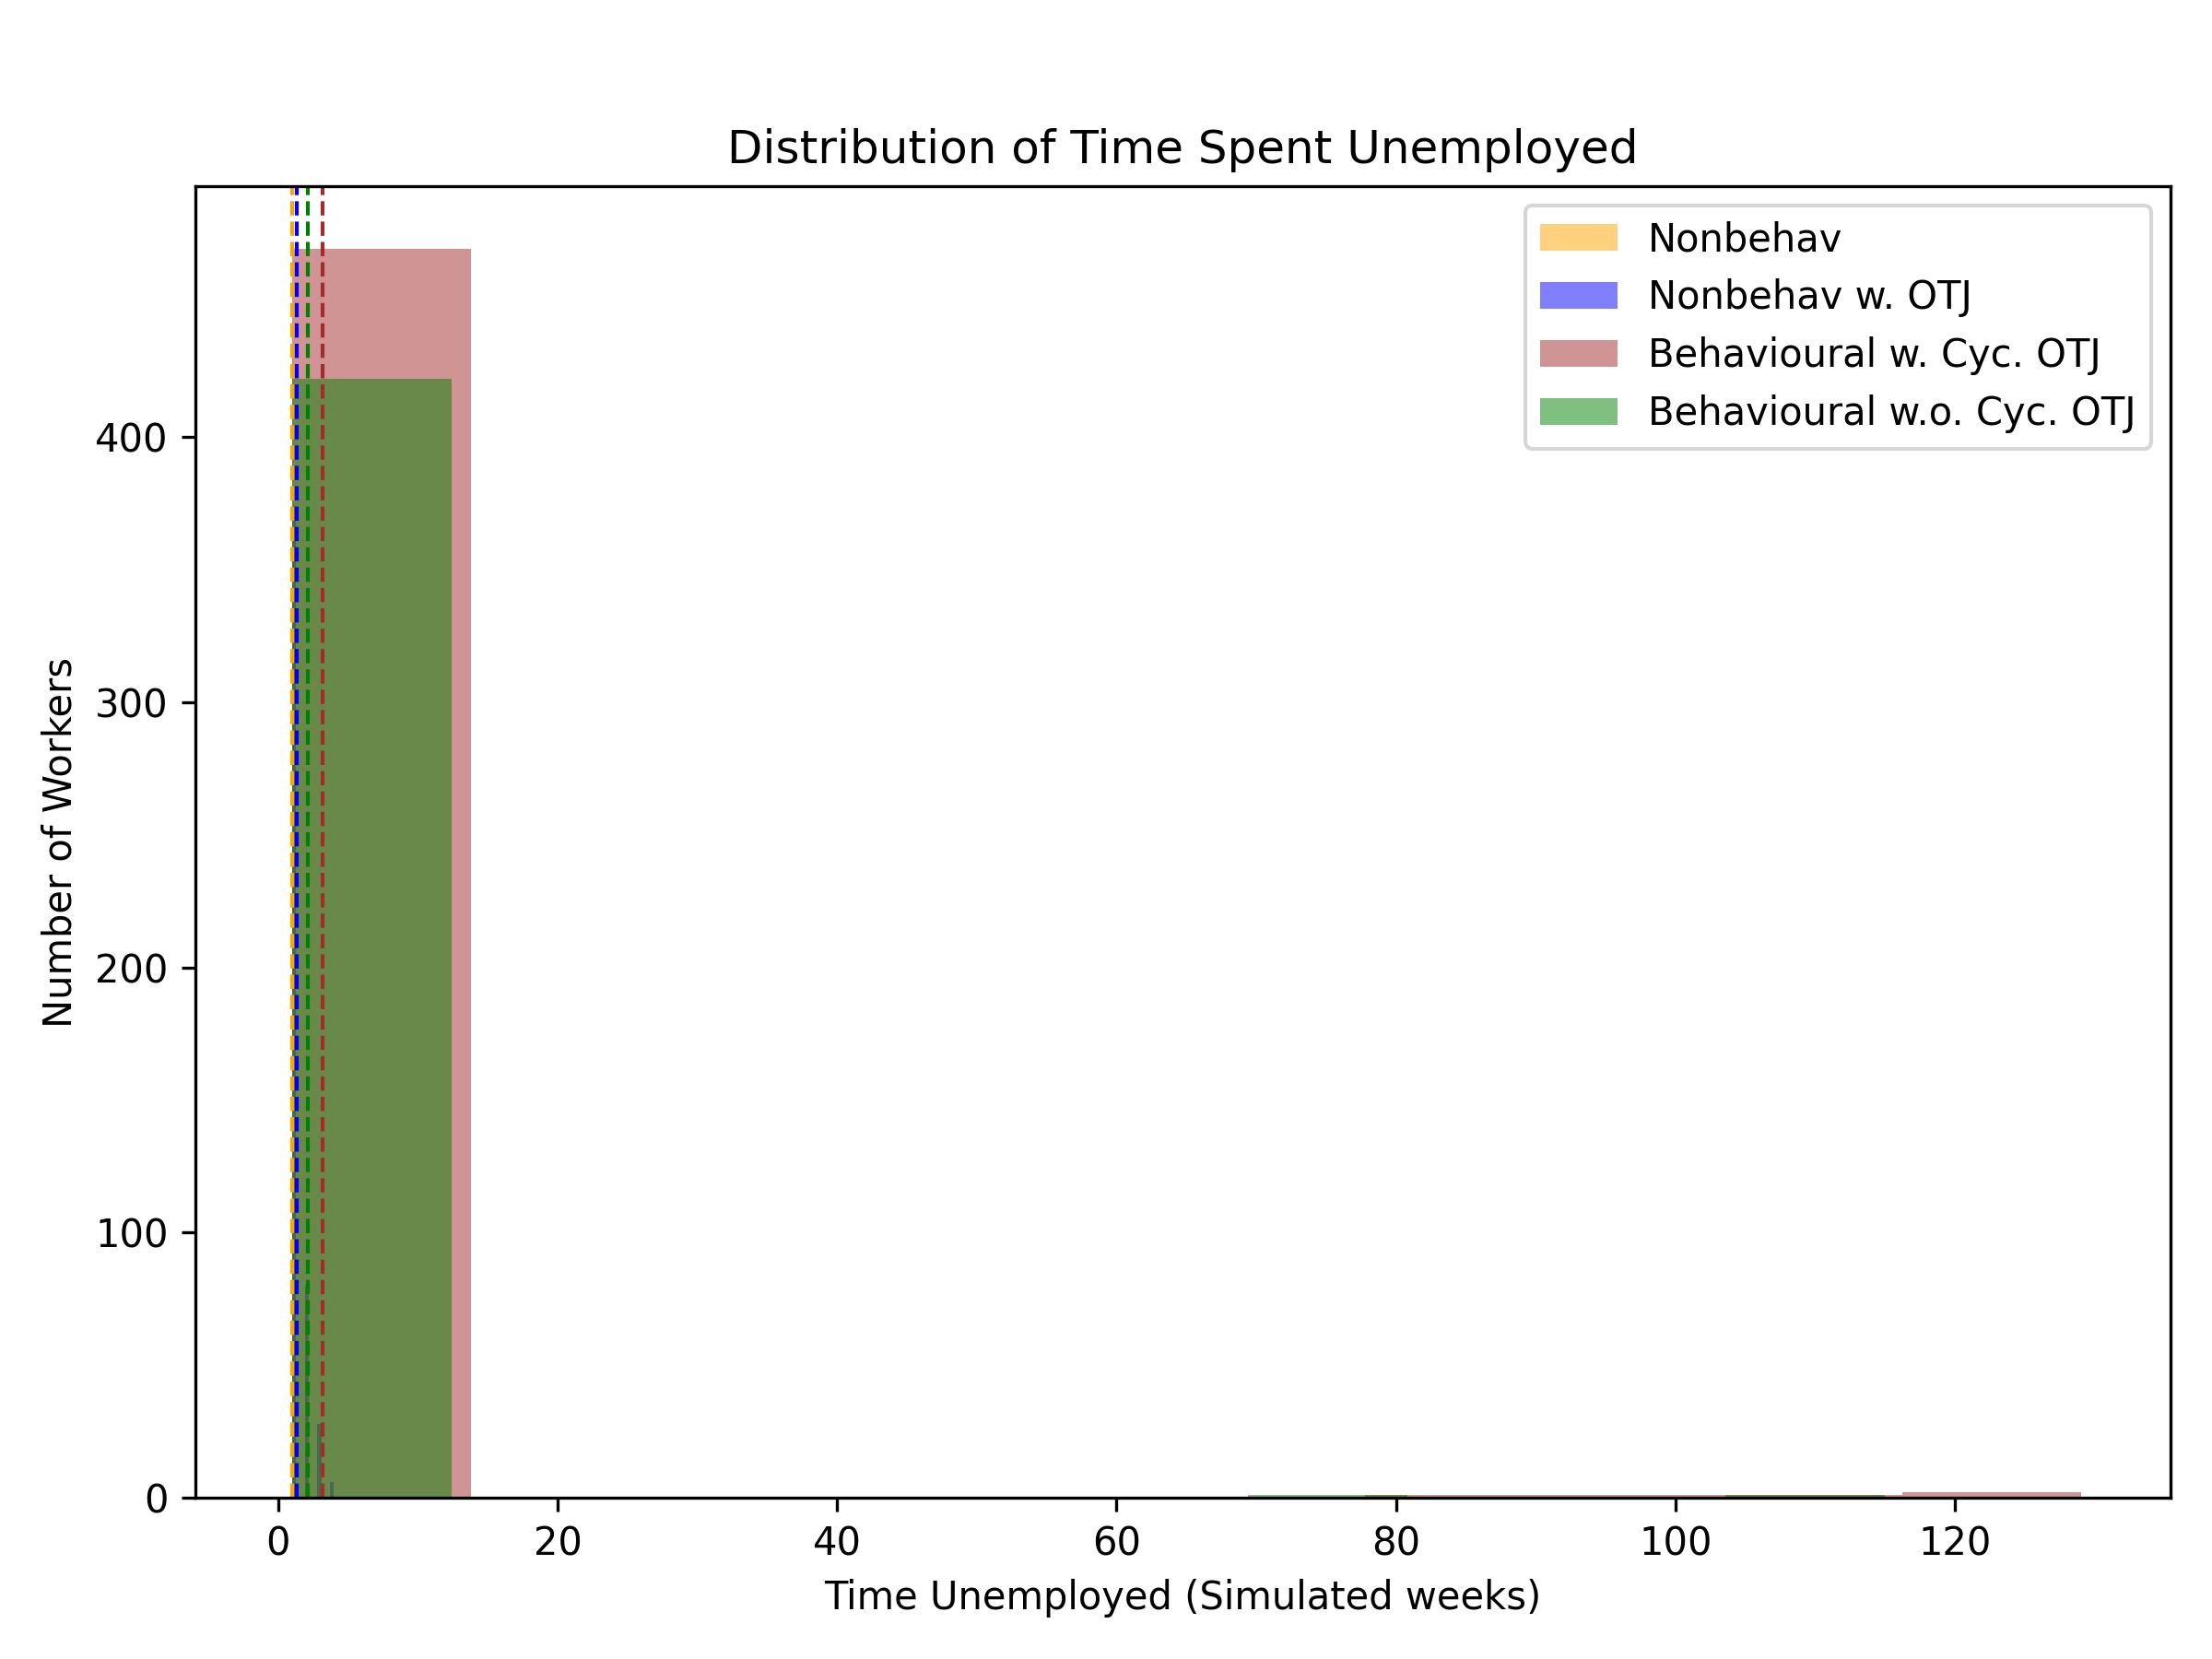 Distribution of Time Spent Unemployed
Nonbehav
Nonbehav w. OTJ
Behavioural w. Cyc. OTJ
Behavioural w.o. Cyc. OTJ
Number of Workers
400
300
200
100
0
0 20 40 60 80 100 120
Time Unemployed (Simulated weeks)